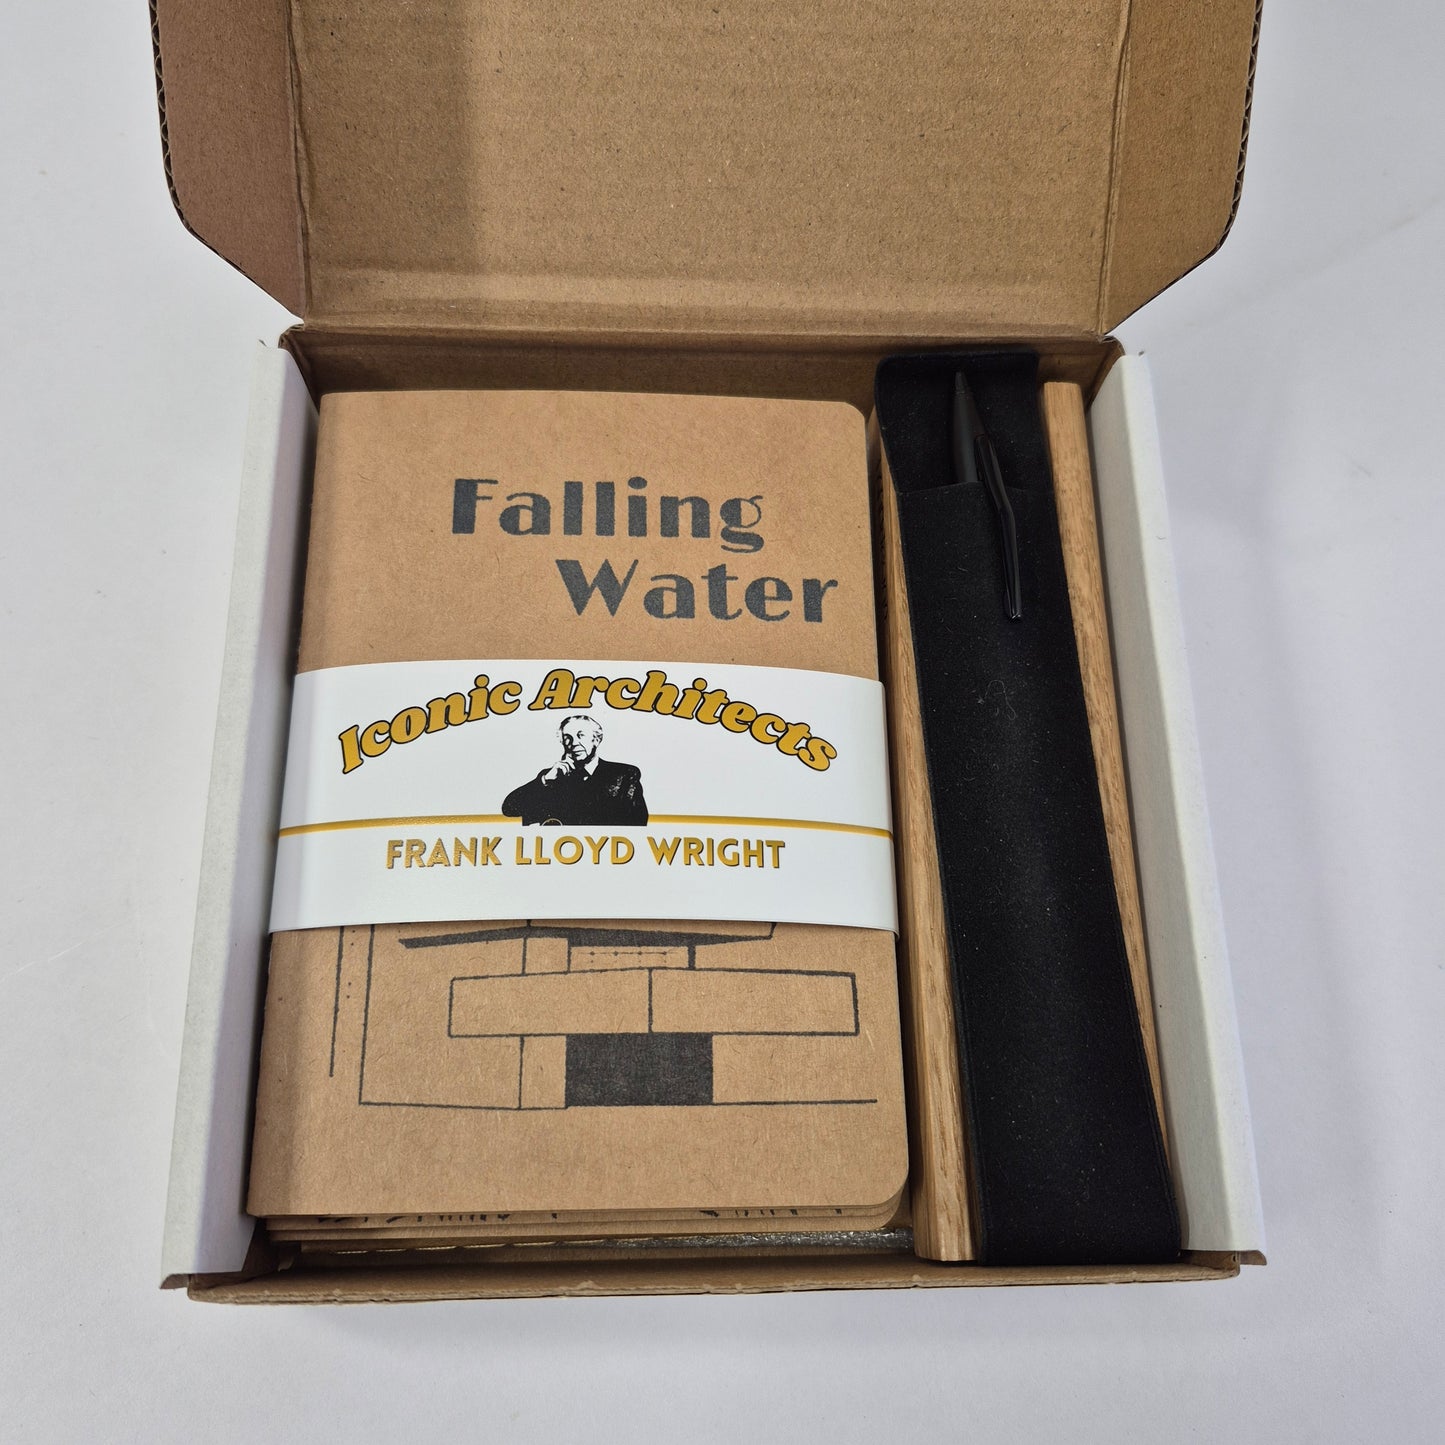 Falling
Water
Iconic Architects
FRANK LLOYD WRIGHT